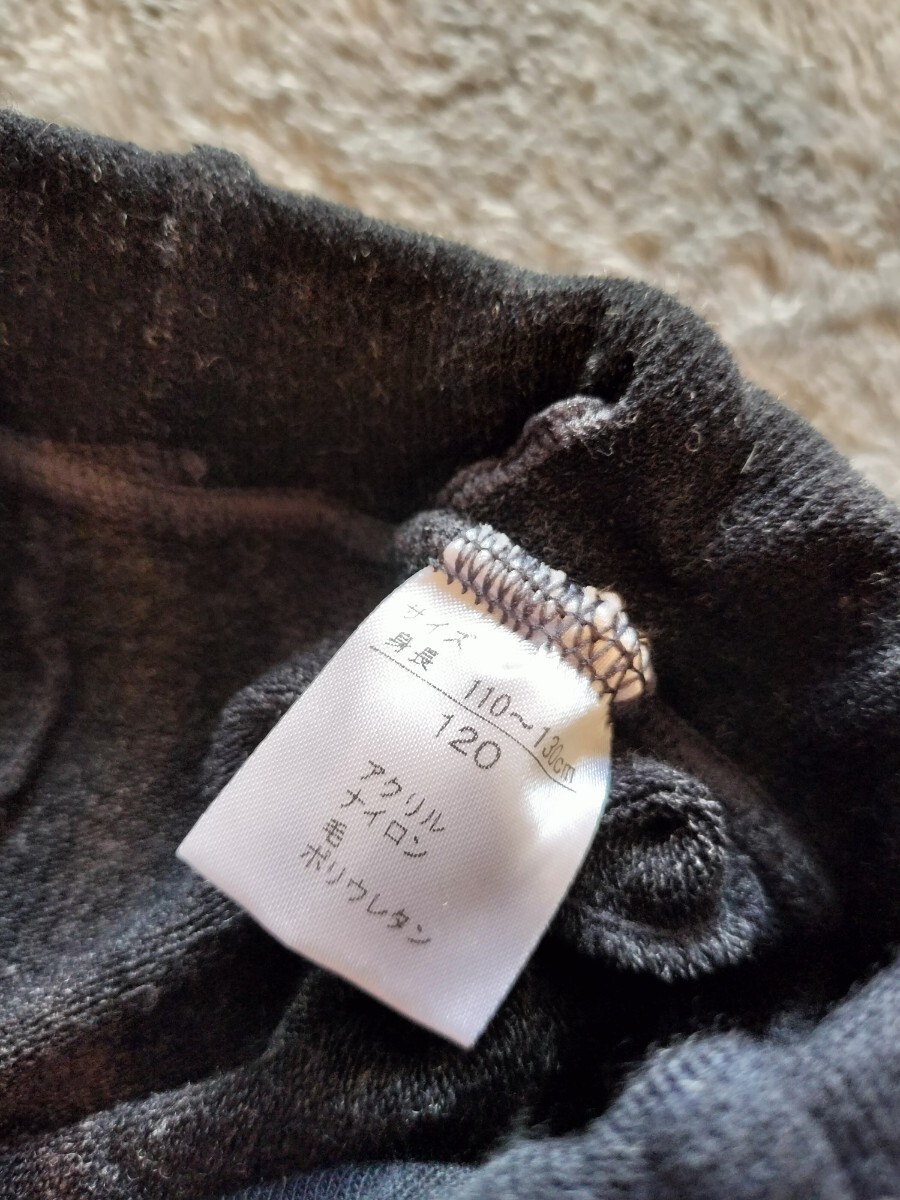 サイズ
身長 110～130cm
120
アクリル
ナイロン
毛
ポリウレタン